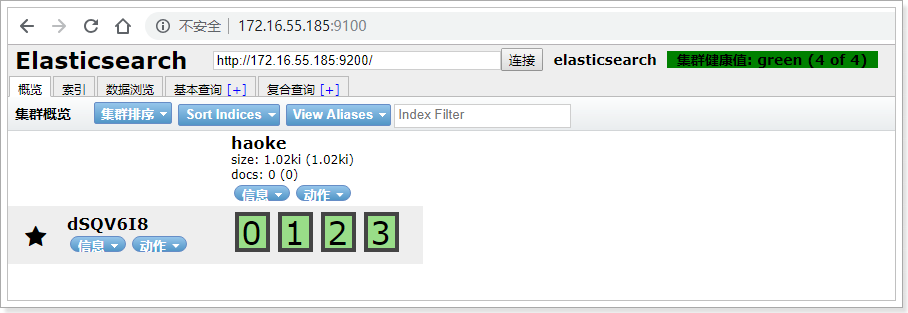 不安全 172.16.55.185:9100
Elasticsearch http://172.16.55.185:9200/ 连接 elasticsearch 集群健康值: green (4 of 4)
概览 索引 数据浏览 基本查询 [+] 复合查询 [+]
集群概览 集群排序 Sort Indices View Aliases Index Filter
haoke
size: 1.02ki (1.02ki)
docs: 0 (0)
信息 动作
dSQV6I8 0 1 2 3
信息 动作